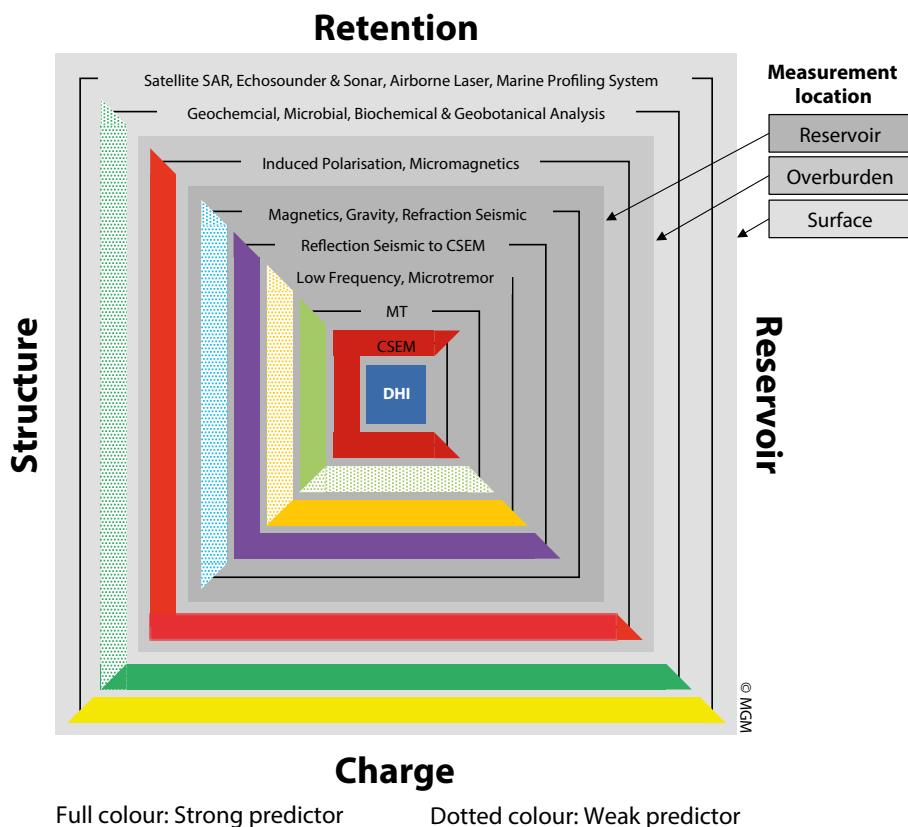 Retention
Satellite SAR, Echosounder & Sonar, Airborne Laser, Marine Profiling System
Geochemcial, Microbial, Biochemical & Geobotanical Analysis
Induced Polarisation, Micromagnetics
Magnetics, Gravity, Refraction Seismic
Reflection Seismic to CSEM
Low Frequency, Microtremor
MT
CSEM
DHI
Structure
Reservoir
Measurement
location
Reservoir
Overburden
Surface
© MGM
Charge
Full colour: Strong predictor
Dotted colour: Weak predictor